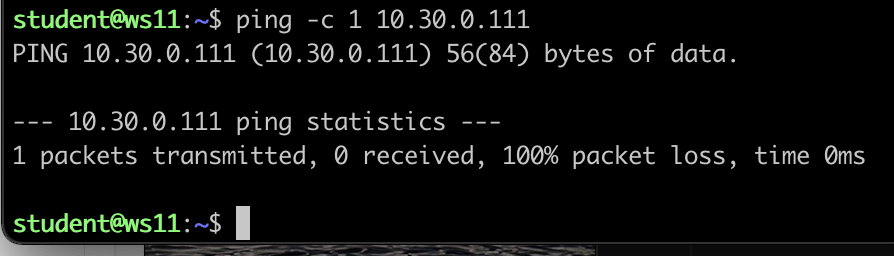 student@ws11:~$ ping -c 1 10.30.0.111
PING 10.30.0.111 (10.30.0.111) 56(84) bytes of data.
--- 10.30.0.111 ping statistics ---
1 packets transmitted, 0 received, 100% packet loss, time 0ms
student@ws11:~$